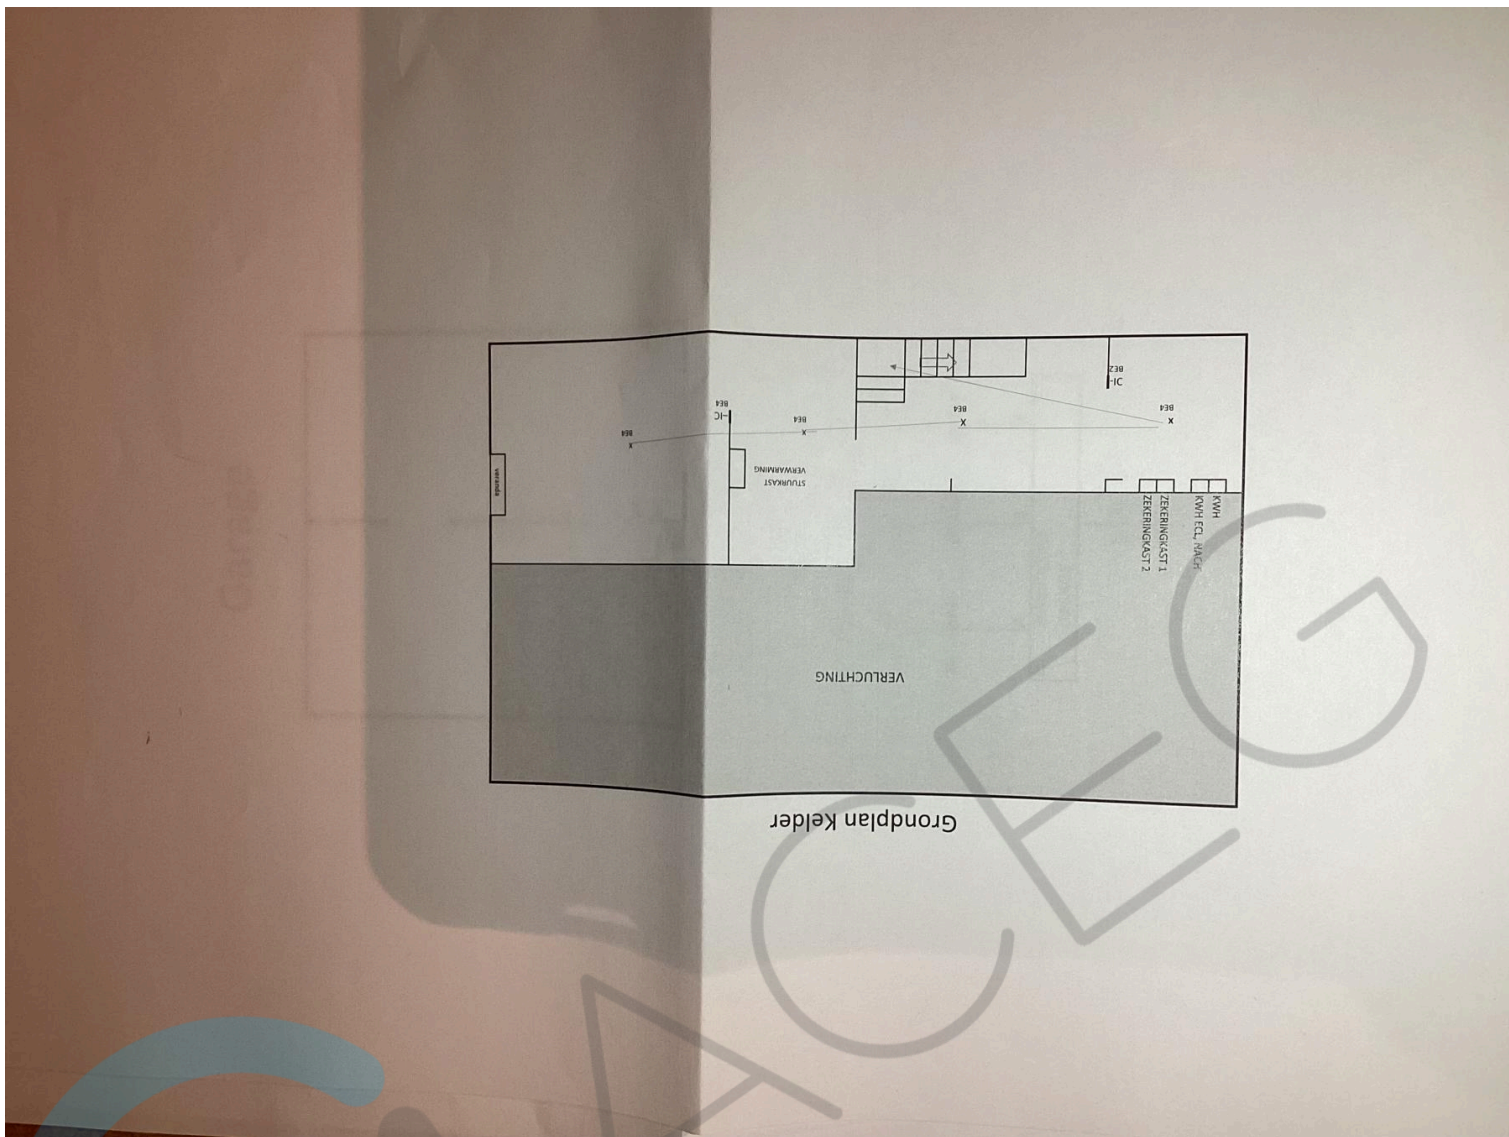 Grondplan Kelder
VERLUCHTING
KWH
KWH ECL, NACH
ZEKERINGKAST 1
ZEKERINGKAST 2
STUURKAST
VERWARMING
veranda
BE4
BE4
BE4
BE4
IC
BE4
IC
BE2
ACEG